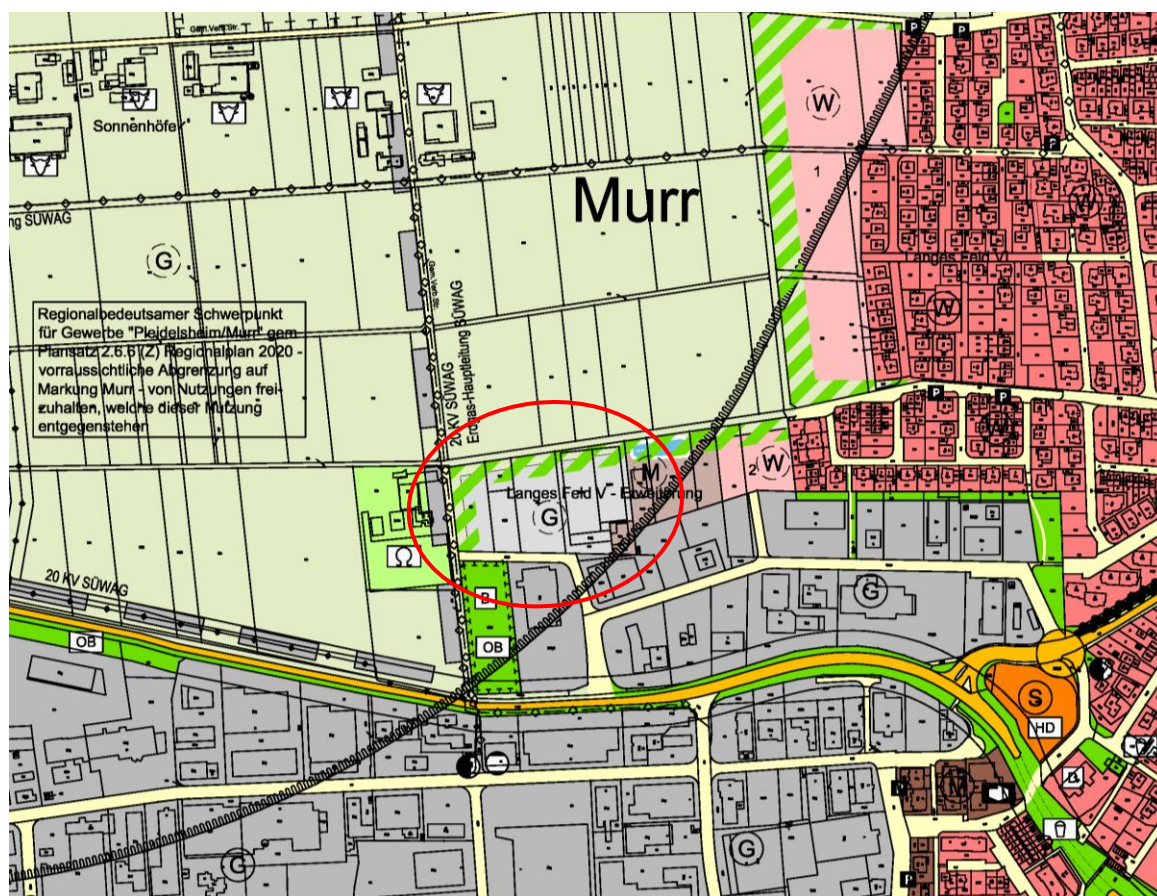 Gem.Verb.Str.
P
P
W
Sonnenhöfe
P
1
Murr
W
ng SÜWAG
G
Langes Feld VI
Gem. Verb.Str.
W
Regionalbedeutsamer Schwerpunkt
für Gewerbe "Pleidelsheim/Murr" gem
Plansatz 2.6.6 (Z) Regionalplan 2020 -
vorraussichtliche Abgrenzung auf
Markung Murr - von Nutzungen frei-
zuhalten, welche dieser Nutzung
entgegenstehen
20 KV SÜWAG
Erdgas-Hauptleitung SÜWAG
P
P
W
M
2 W
Langes Feld V - Erweiterung
G
Ω
20 KV SÜWAG
B
G
OB
OB
S
HD
M
G
G
P